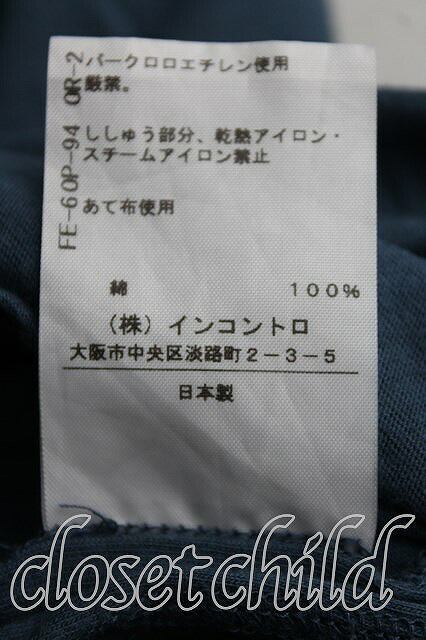 パークロロエチレン使用
厳禁。
ししゅう部分、乾熱アイロン・
スチームアイロン禁止
あて布使用
綿 100%
（株）インコントロ
大阪市中央区淡路町2-3-5
日本製
FE-60P-94 OR-2
closetchild